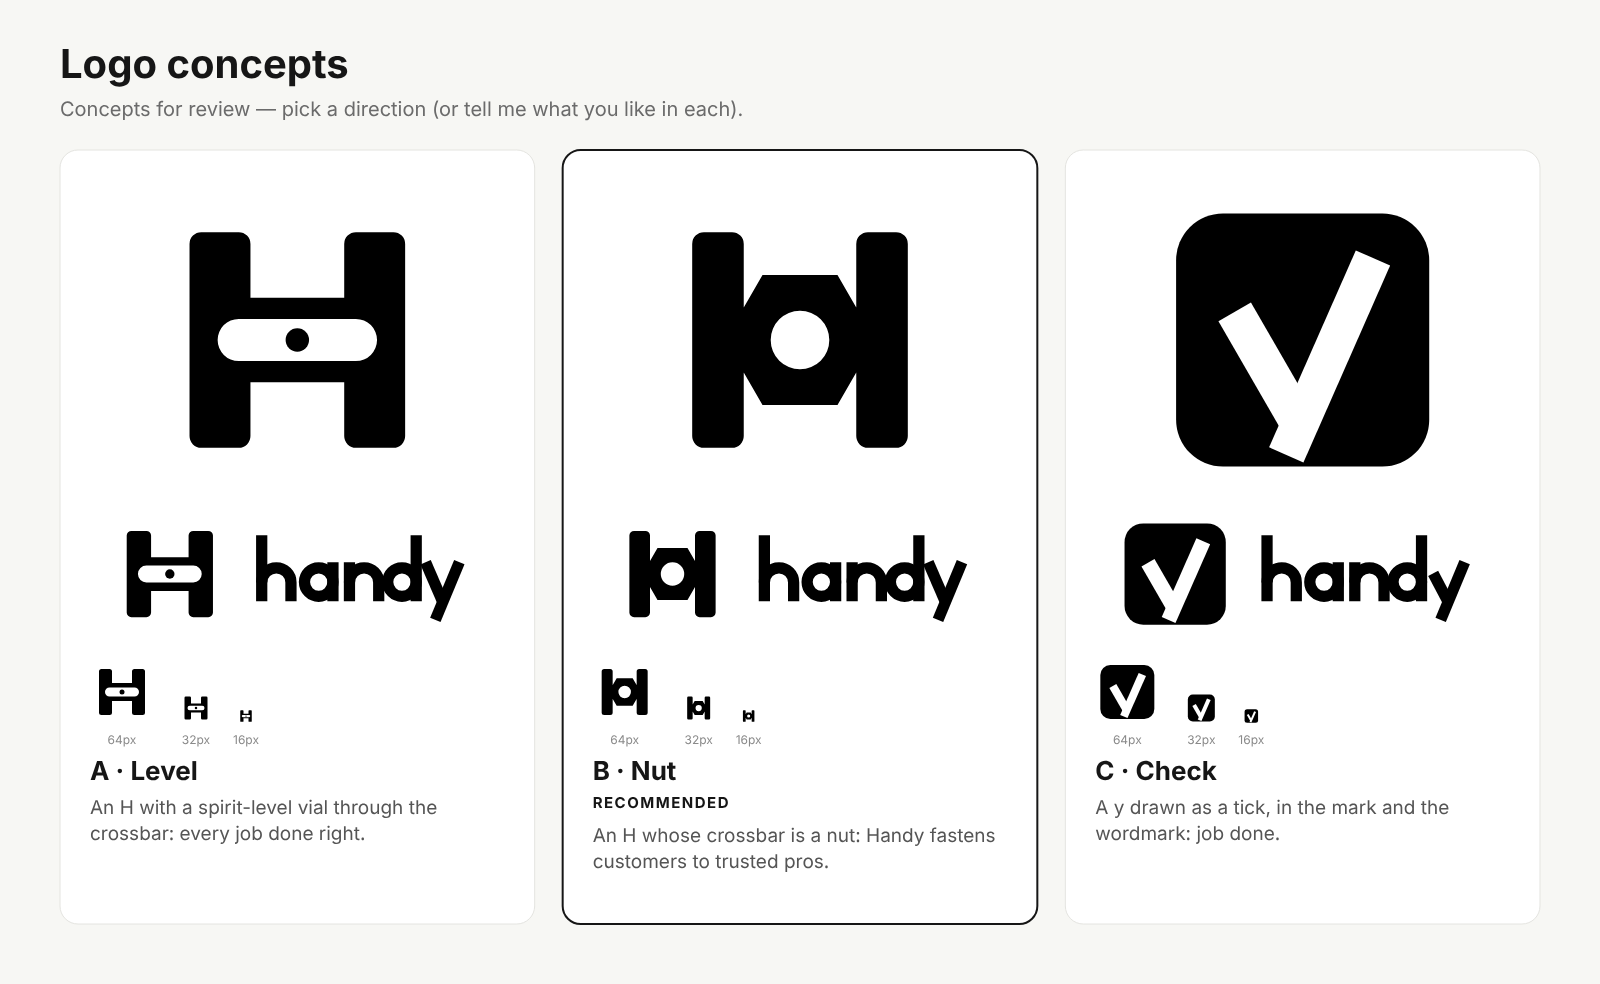 Logo concepts
Concepts for review — pick a direction (or tell me what you like in each).
H
handy
64px 32px 16px
A · Level
An H with a spirit-level vial through the
crossbar: every job done right.
H
handy
64px 32px 16px
B · Nut
RECOMMENDED
An H whose crossbar is a nut: Handy fastens
customers to trusted pros.
y
handy
64px 32px 16px
C · Check
A y drawn as a tick, in the mark and the
wordmark: job done.